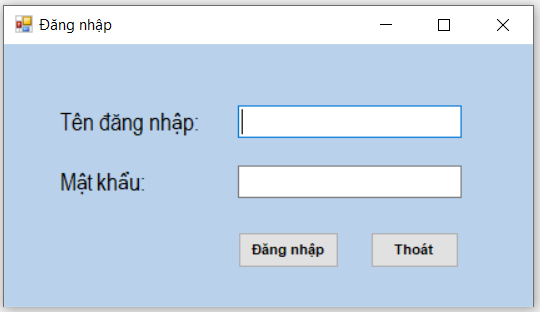 Đăng nhập
Tên đăng nhập:
Mật khẩu:
Đăng nhập Thoát